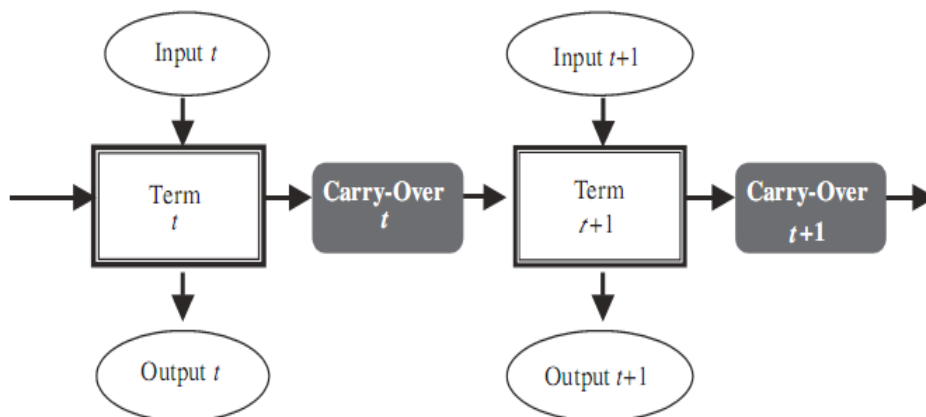 Input t
Input t+1
Term
t
Carry-Over
t
Term
t+1
Carry-Over
t+1
Output t
Output t+1